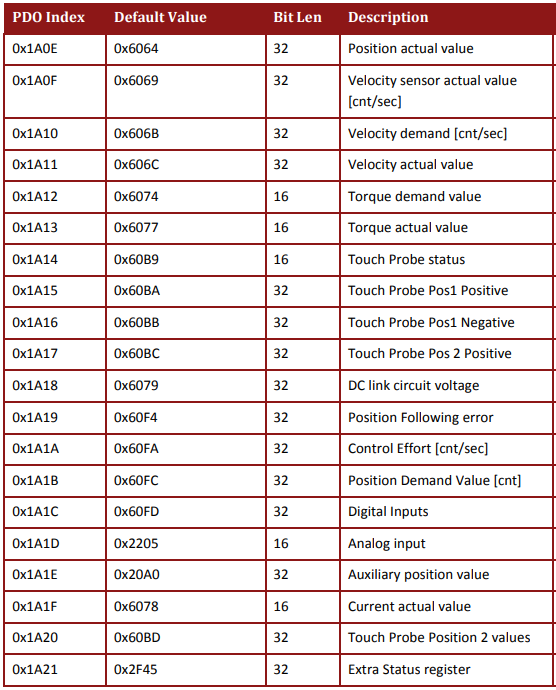 PDO Index Default Value Bit Len Description
0x1A0E 0x6064 32 Position actual value
0x1A0F 0x6069 32 Velocity sensor actual value
[cnt/sec]
0x1A10 0x606B 32 Velocity demand [cnt/sec]
0x1A11 0x606C 32 Velocity actual value
0x1A12 0x6074 16 Torque demand value
0x1A13 0x6077 16 Torque actual value
0x1A14 0x60B9 16 Touch Probe status
0x1A15 0x60BA 32 Touch Probe Pos1 Positive
0x1A16 0x60BB 32 Touch Probe Pos1 Negative
0x1A17 0x60BC 32 Touch Probe Pos 2 Positive
0x1A18 0x6079 32 DC link circuit voltage
0x1A19 0x60F4 32 Position Following error
0x1A1A 0x60FA 32 Control Effort [cnt/sec]
0x1A1B 0x60FC 32 Position Demand Value [cnt]
0x1A1C 0x60FD 32 Digital Inputs
0x1A1D 0x2205 16 Analog input
0x1A1E 0x20A0 32 Auxiliary position value
0x1A1F 0x6078 16 Current actual value
0x1A20 0x60BD 32 Touch Probe Position 2 values
0x1A21 0x2F45 32 Extra Status register